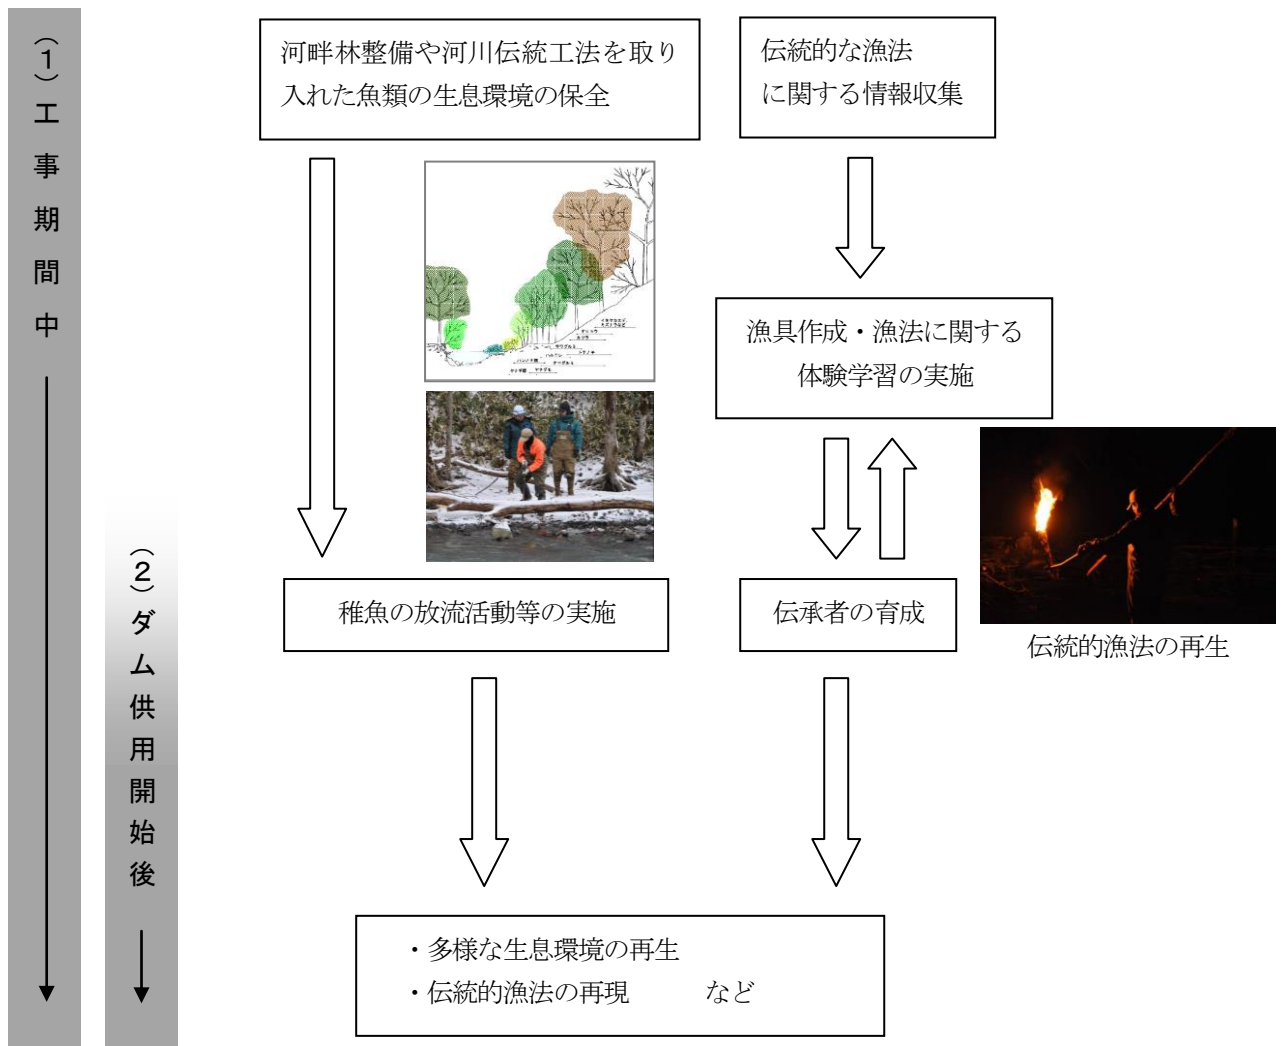 （１）工事期間中
（２）ダム供用開始後
河畔林整備や河川伝統工法を取り
入れた魚類の生息環境の保全
伝統的な漁法
に関する情報収集
漁具作成・漁法に関する
体験学習の実施
稚魚の放流活動等の実施
伝承者の育成
伝統的漁法の再生
・多様な生息環境の再生
・伝統的漁法の再現　など